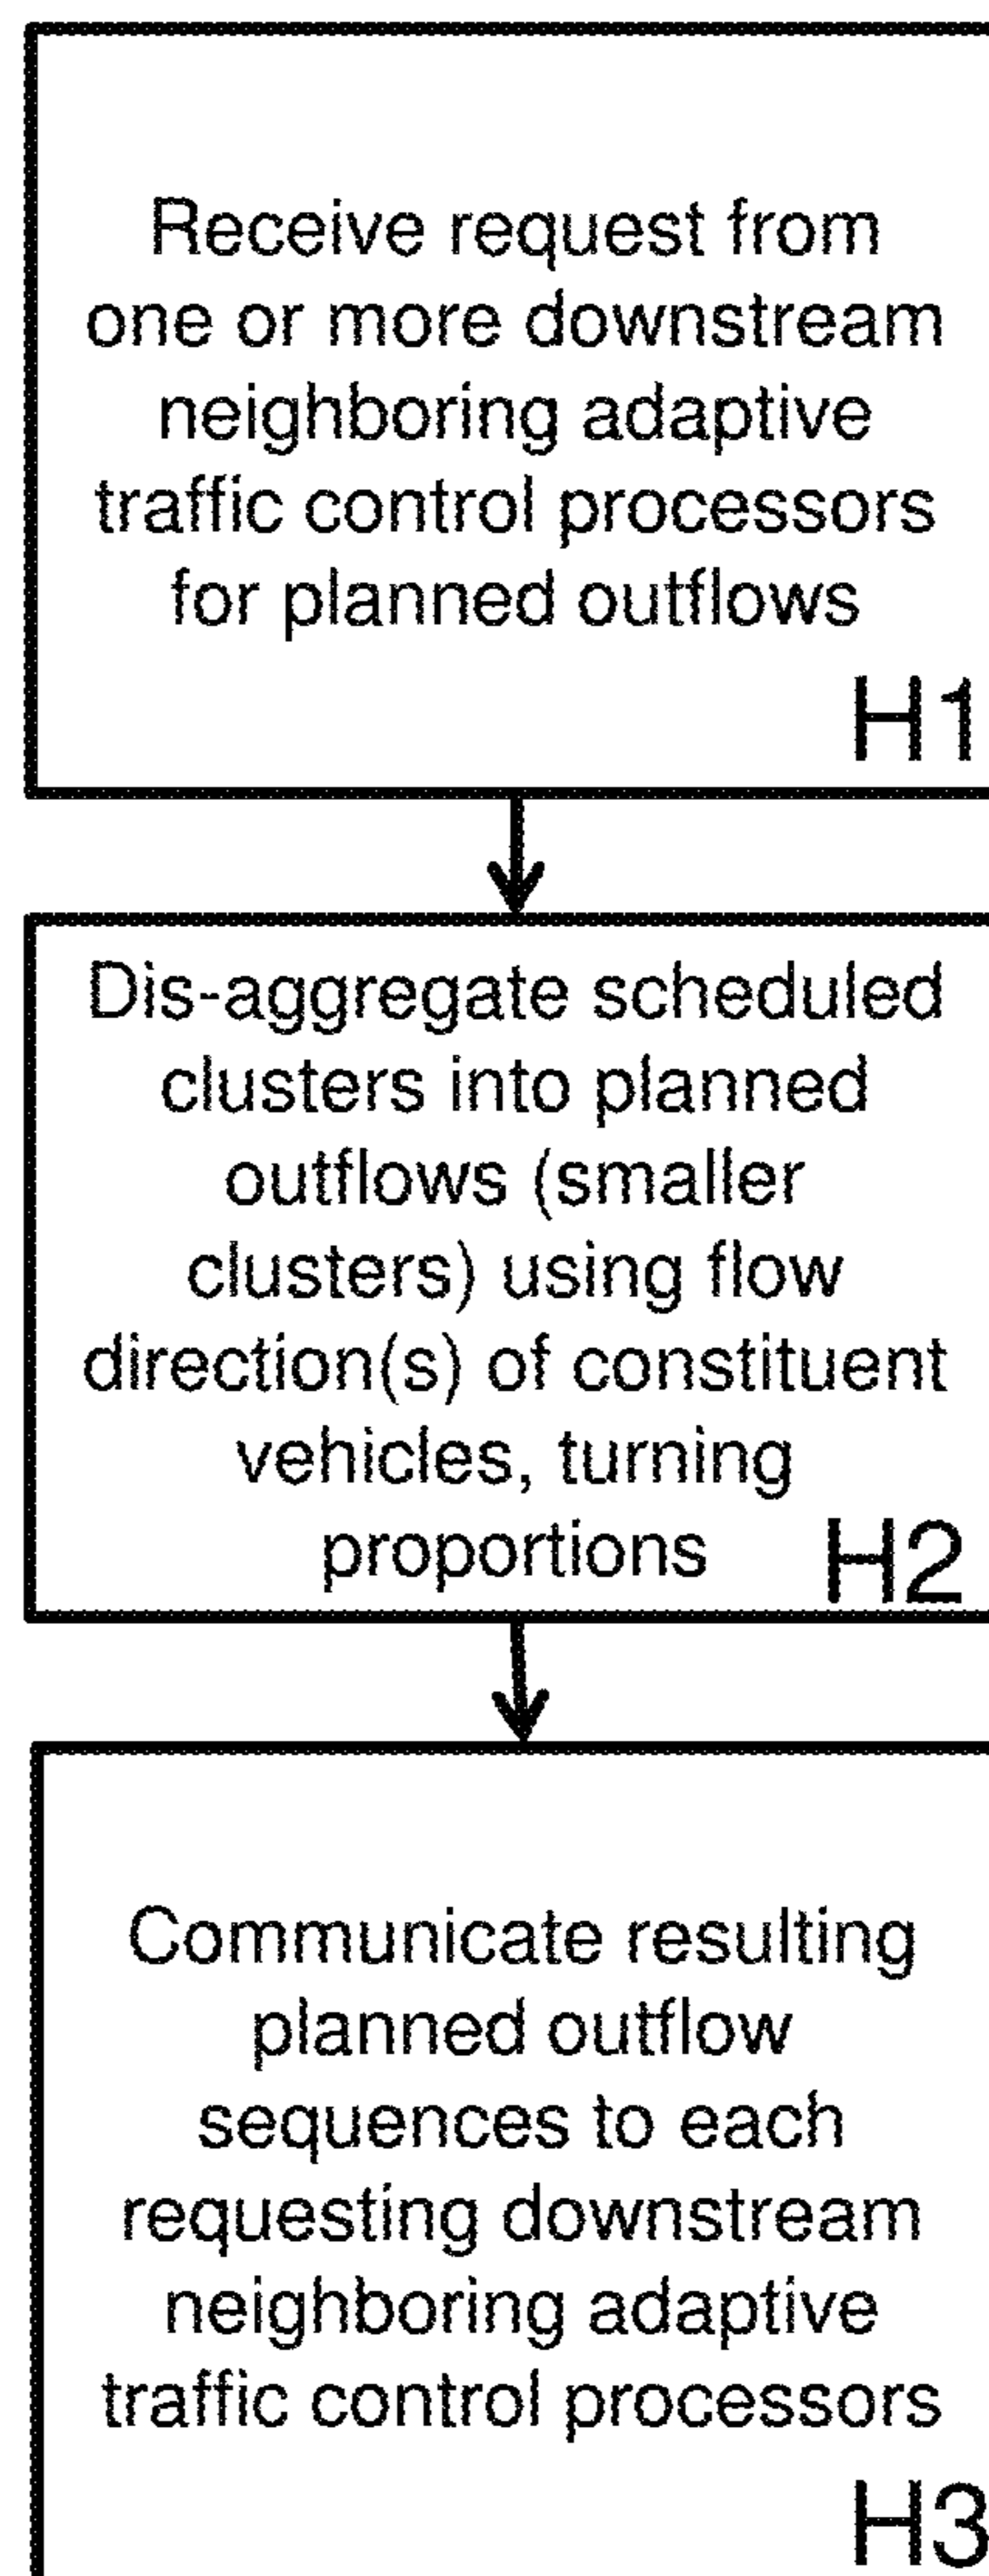 Receive request from
one or more downstream
neighboring adaptive
traffic control processors
for planned outflows
H1
Dis-aggregate scheduled
clusters into planned
outflows (smaller
clusters) using flow
direction(s) of constituent
vehicles, turning
proportions H2
Communicate resulting
planned outflow
sequences to each
requesting downstream
neighboring adaptive
traffic control processors
H3